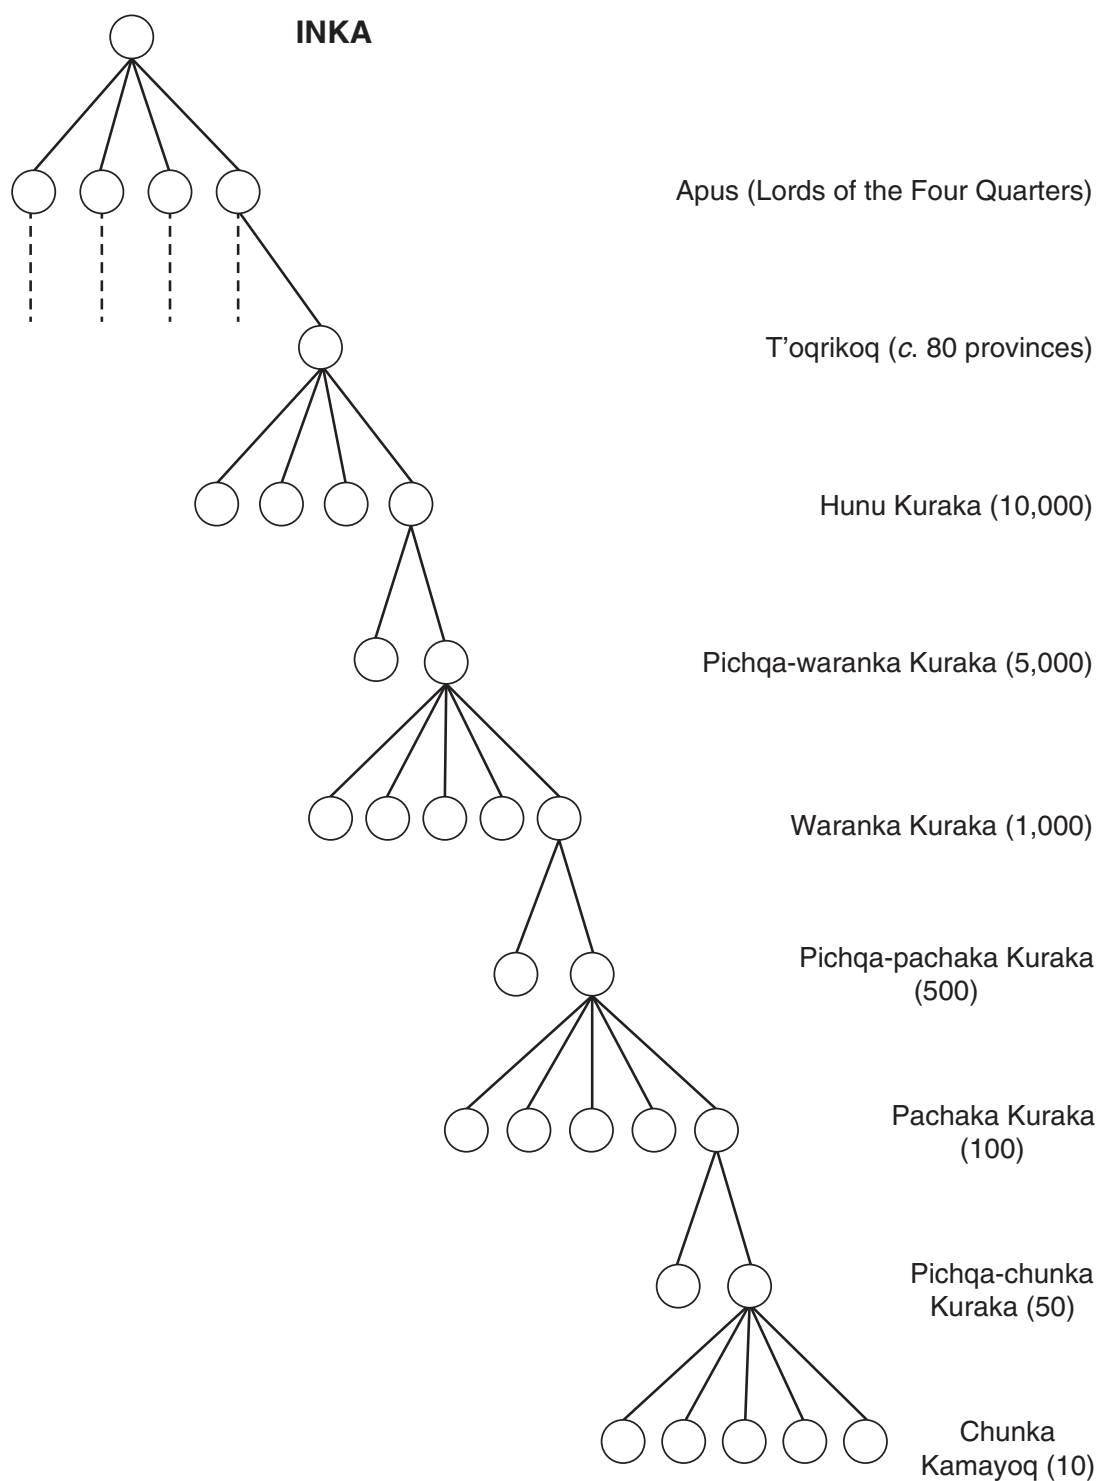 INKA
Apus (Lords of the Four Quarters)
T’oqrikoq (c. 80 provinces)
Hunu Kuraka (10,000)
Pichqa-waranka Kuraka (5,000)
Waranka Kuraka (1,000)
Pichqa-pachaka Kuraka
(500)
Pachaka Kuraka
(100)
Pichqa-chunka
Kuraka (50)
Chunka
Kamayoq (10)